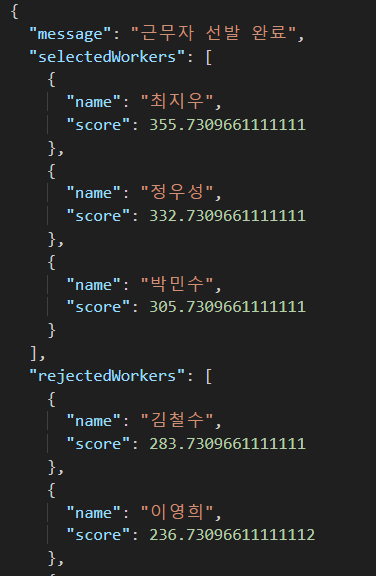 {
"message": "근무자 선발 완료",
"selectedWorkers": [
{
"name": "최지우",
"score": 355.7309661111111
},
{
"name": "정우성",
"score": 332.7309661111111
},
{
"name": "박민수",
"score": 305.7309661111111
}
],
"rejectedWorkers": [
{
"name": "김철수",
"score": 283.7309661111111
},
{
"name": "이영희",
"score": 236.73096611111112
},